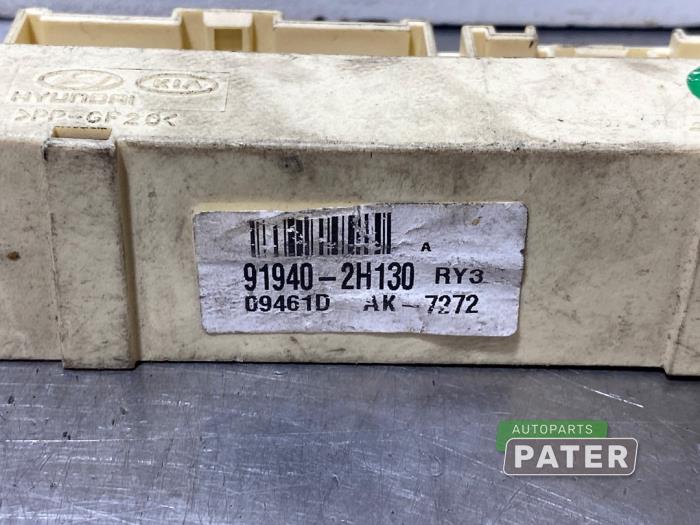 HYUNDAI KIA
>PP-GF20<
A
91940-2H130 RY3
09461D AK-7272
AUTOPARTS
PATER